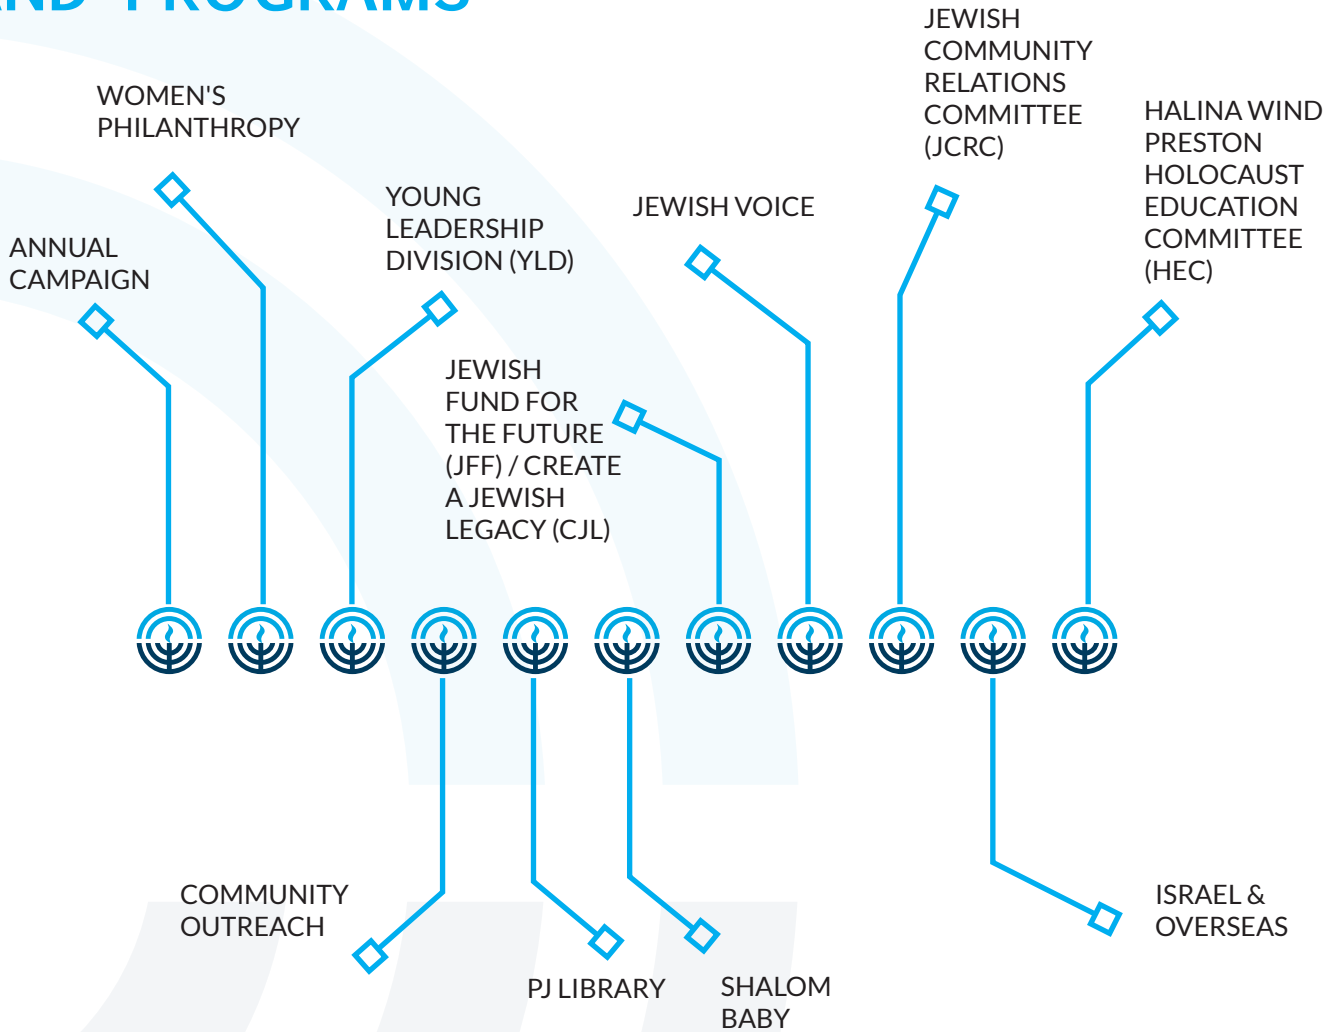 AND PROGRAMS
WOMEN'S
PHILANTHROPY
ANNUAL
CAMPAIGN
YOUNG
LEADERSHIP
DIVISION (YLD)
JEWISH
FUND FOR
THE FUTURE
(JFF) / CREATE
A JEWISH
LEGACY (CJL)
JEWISH VOICE
JEWISH
COMMUNITY
RELATIONS
COMMITTEE
(JCRC)
HALINA WIND
PRESTON
HOLOCAUST
EDUCATION
COMMITTEE
(HEC)
COMMUNITY
OUTREACH
PJ LIBRARY
SHALOM
BABY
ISRAEL &
OVERSEAS